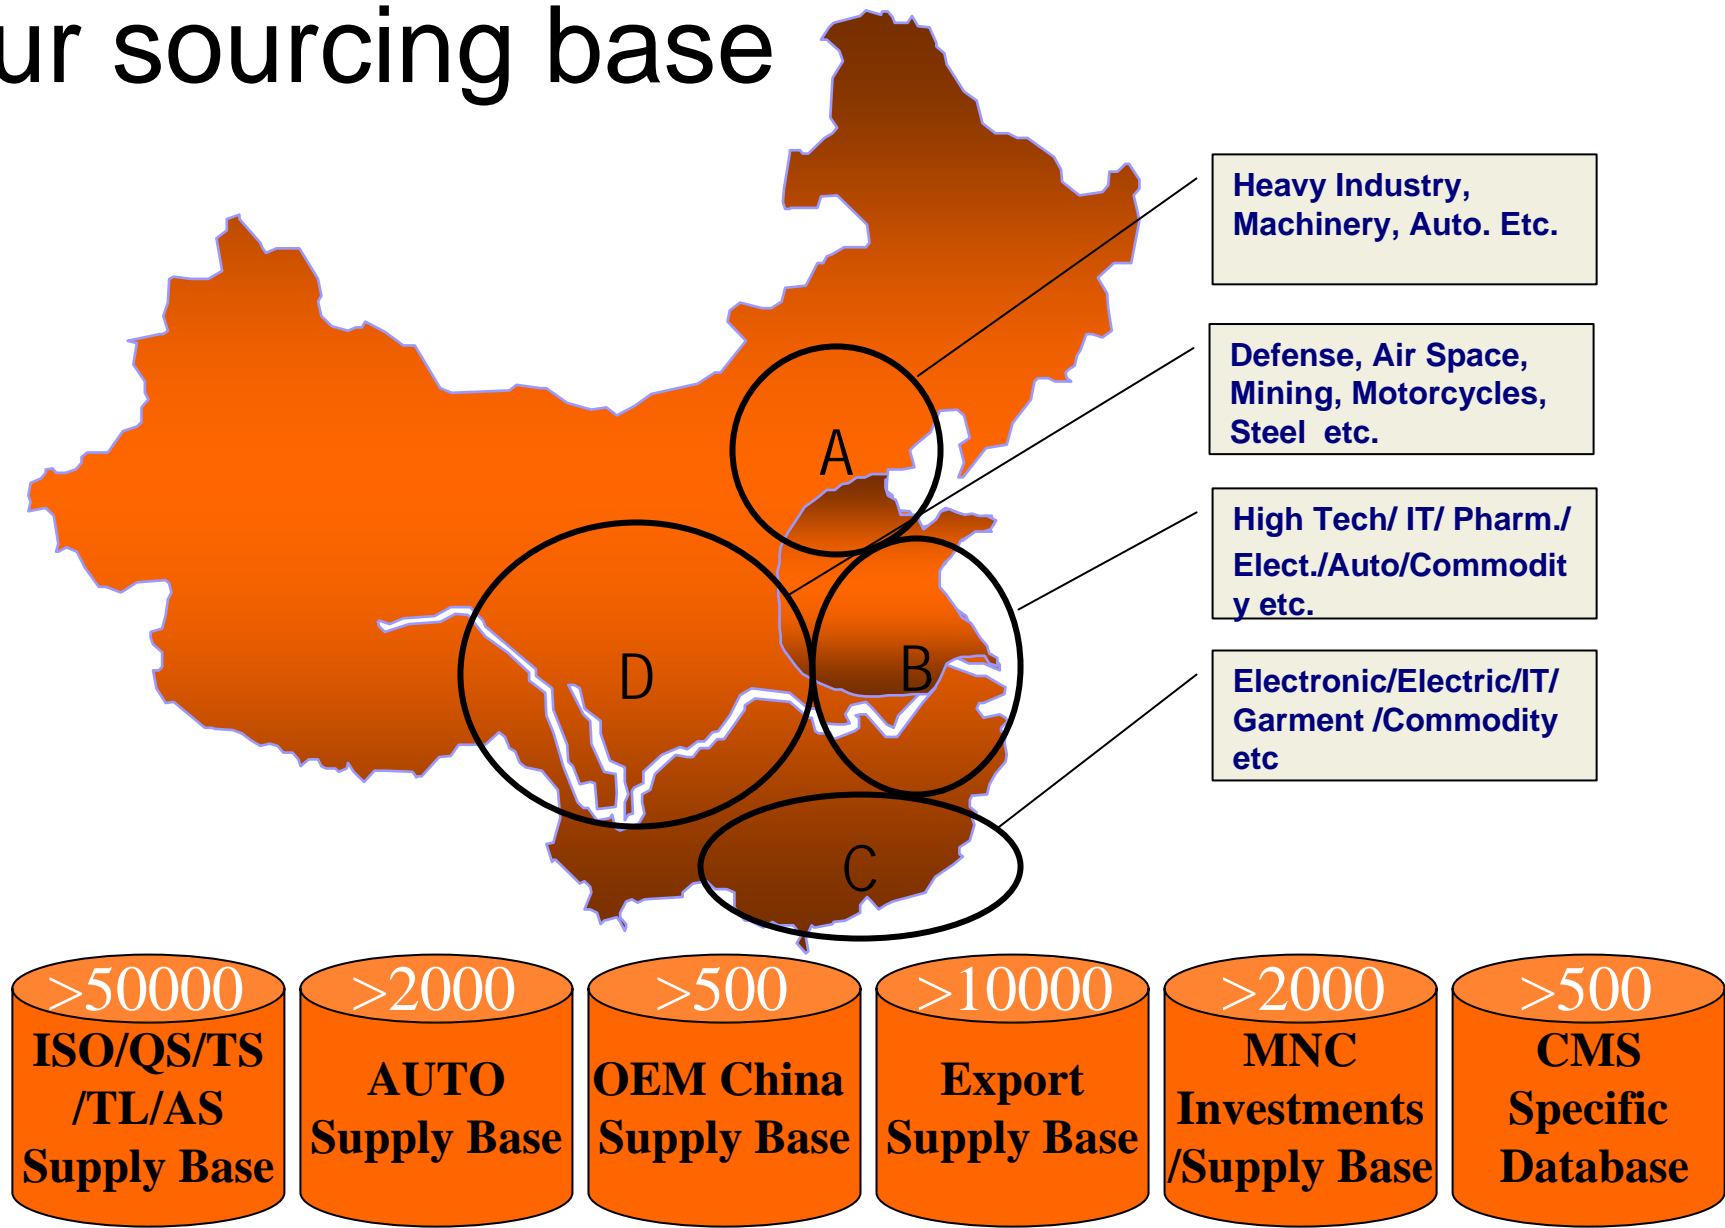 ur sourcing base
Heavy Industry,
Machinery, Auto. Etc.
Defense, Air Space,
Mining, Motorcycles,
Steel etc.
High Tech/ IT/ Pharm./
Elect./Auto/Commodit
y etc.
Electronic/Electric/IT/
Garment /Commodity
etc
A
D
B
C
>50000
ISO/QS/TS
/TL/AS
Supply Base
>2000
AUTO
Supply Base
>500
OEM China
Supply Base
>10000
Export
Supply Base
>2000
MNC
Investments
/Supply Base
>500
CMS
Specific
Database